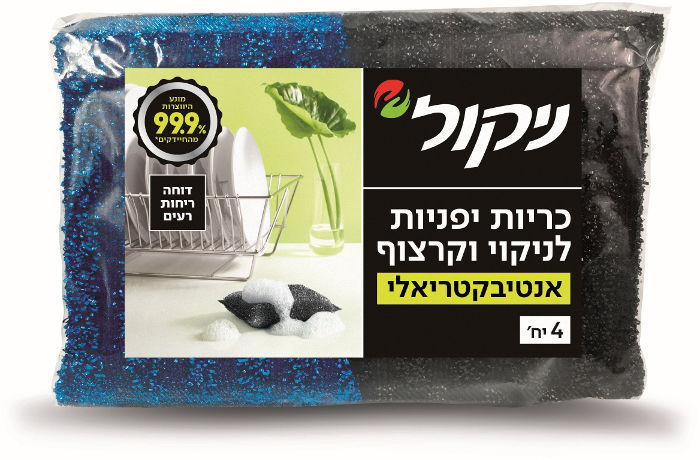 ניקול
כריות יפניות
לניקוי וקרצוף
אנטיבקטריאלי
4 יח'
מונע
היווצרות
99.9%
מהחיידקים*
דוחה
ריחות
רעים